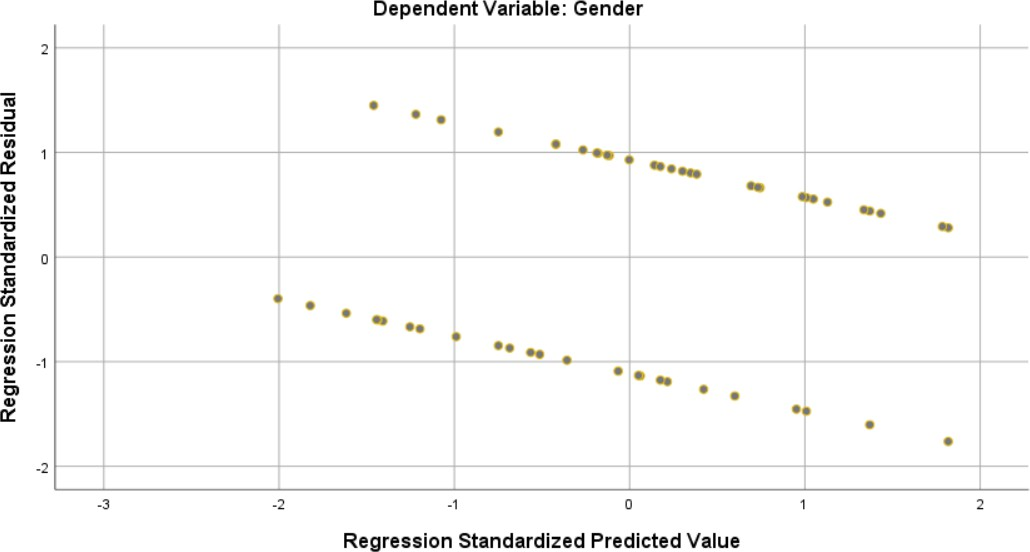 Dependent Variable: Gender
Regression Standardized Residual
2
1
0
-1
-2
-3 -2 -1 0 1 2
Regression Standardized Predicted Value